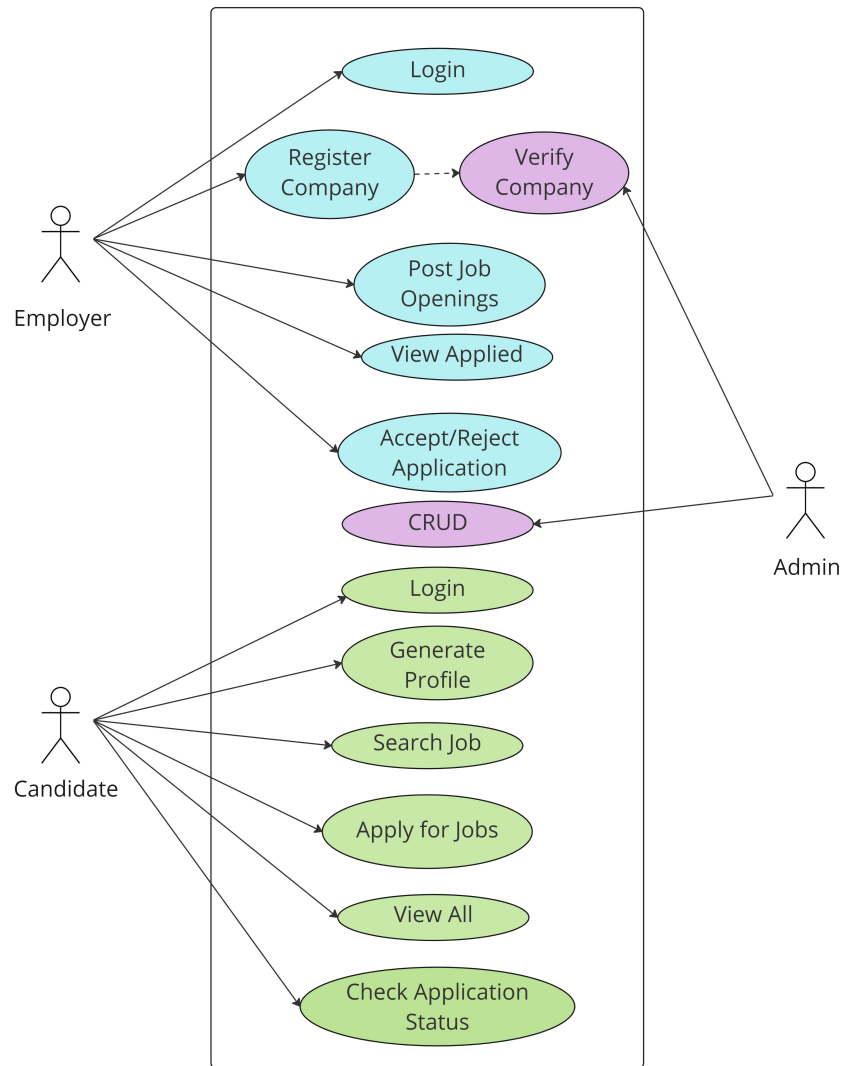 Login
Register
Company
Verify
Company
Post Job
Openings
Employer
View Applied
Accept/Reject
Application
CRUD
Admin
Login
Generate
Profile
Search Job
Candidate
Apply for Jobs
View All
Check Application
Status